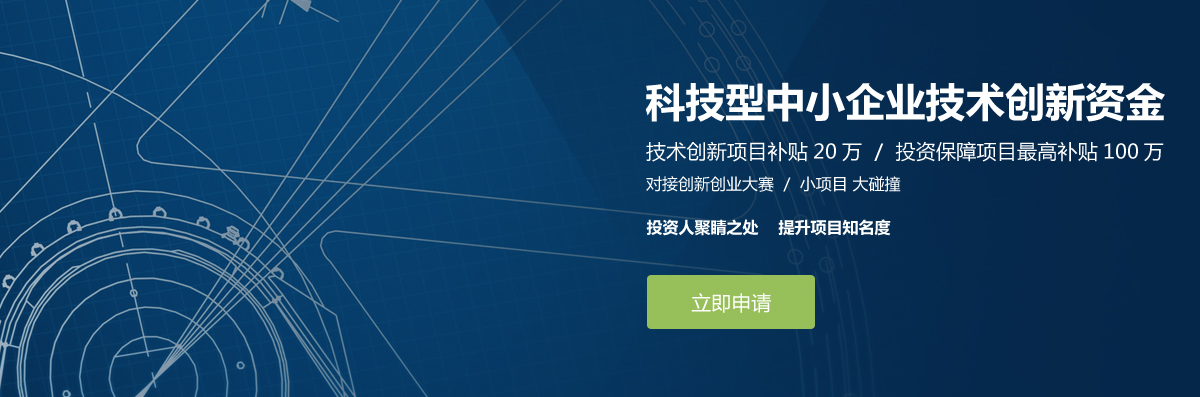 科技型中小企业技术创新资金
技术创新项目补贴 20 万 / 投资保障项目最高补贴 100 万
对接创新创业大赛 / 小项目 大碰撞
投资人聚睛之处 提升项目知名度
立即申请